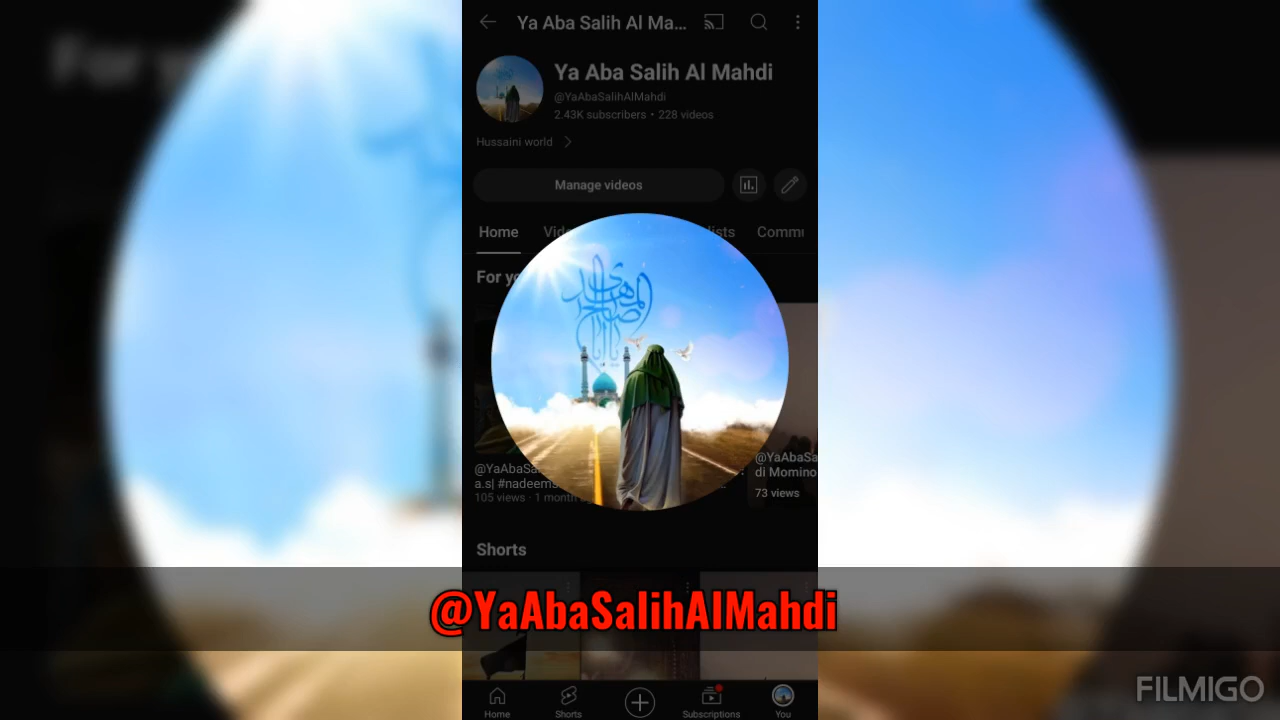 Ya Aba Salih Al Ma...
Ya Aba Salih Al Mahdi
@YaAbaSalihAlMahdi
2.43K subscribers • 228 videos
Hussaini world
Manage videos
Home
Comm
For y
@YaAbaSa
a.s| #nadeems
105 views · 1 month
@YaAbaSa
di Momino
73 views
Shorts
@YaAbaSalihAlMahdi
Home
Shorts
Subscriptions
You
FILMIGO